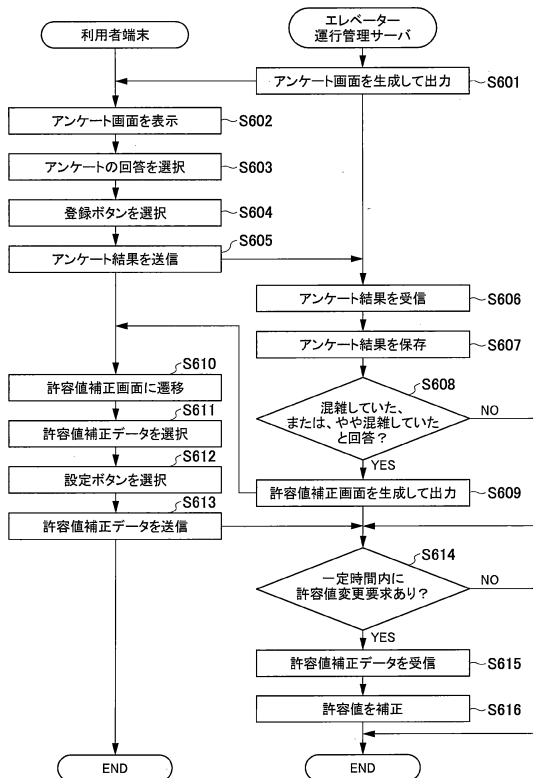 利用者端末
エレベーター
運行管理サーバ
アンケート画面を生成して出力
S601
アンケート画面を表示
S602
アンケートの回答を選択
S603
登録ボタンを選択
S604
アンケート結果を送信
S605
アンケート結果を受信
S606
アンケート結果を保存
S607
混雑していた、
または、やや混雑していた
と回答？
S608
NO
YES
許容値補正画面を生成して出力
S609
許容値補正画面に遷移
S610
許容値補正データを選択
S611
設定ボタンを選択
S612
許容値補正データを送信
S613
一定時間内に
許容値変更要求あり？
S614
NO
YES
許容値補正データを受信
S615
許容値を補正
S616
END
END